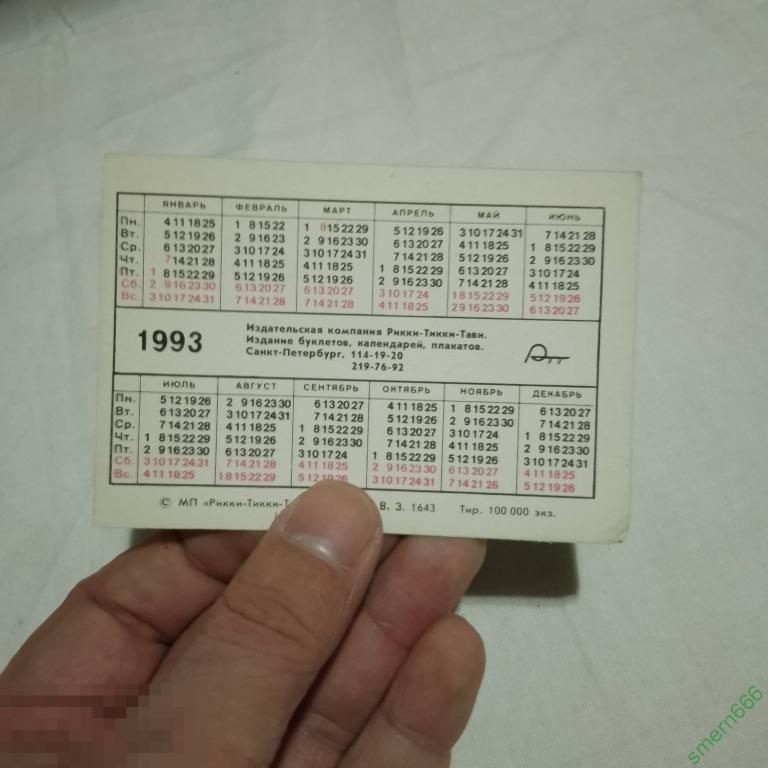 ЯНВАРЬ ФЕВРАЛЬ МАРТ АПРЕЛЬ МАЙ ИЮНЬ
Пн. 4 11 18 25 1 8 15 22 1 8 15 22 29 5 12 19 26 3 10 17 24 31 7 14 21 28
Вт. 5 12 19 26 2 9 16 23 2 9 16 23 30 6 13 20 27 4 11 18 25 1 8 15 22 29
Ср. 6 13 20 27 3 10 17 24 3 10 17 24 31 7 14 21 28 5 12 19 26 2 9 16 23 30
Чт. 7 14 21 28 4 11 18 25 4 11 18 25 1 8 15 22 29 6 13 20 27 3 10 17 24
Пт. 1 8 15 22 29 5 12 19 26 5 12 19 26 2 9 16 23 30 7 14 21 28 4 11 18 25
Сб. 2 9 16 23 30 6 13 20 27 6 13 20 27 3 10 17 24 1 8 15 22 29 5 12 19 26
Вс. 3 10 17 24 31 7 14 21 28 7 14 21 28 4 11 18 25 2 9 16 23 30 6 13 20 27
1993
Издательская компания Рикки-Тикки-Тави.
Издание буклетов, календарей, плакатов.
Санкт-Петербург, 114-19-20
219-76-92
ИЮЛЬ АВГУСТ СЕНТЯБРЬ ОКТЯБРЬ НОЯБРЬ ДЕКАБРЬ
Пн. 5 12 19 26 2 9 16 23 30 6 13 20 27 4 11 18 25 1 8 15 22 29 6 13 20 27
Вт. 6 13 20 27 3 10 17 24 31 7 14 21 28 5 12 19 26 2 9 16 23 30 7 14 21 28
Ср. 7 14 21 28 4 11 18 25 1 8 15 22 29 6 13 20 27 3 10 17 24 1 8 15 22 29
Чт. 1 8 15 22 29 5 12 19 26 2 9 16 23 30 7 14 21 28 4 11 18 25 2 9 16 23 30
Пт. 2 9 16 23 30 6 13 20 27 3 10 17 24 1 8 15 22 29 5 12 19 26 3 10 17 24 31
Сб. 3 10 17 24 31 7 14 21 28 4 11 18 25 2 9 16 23 30 6 13 20 27 4 11 18 25
Вс. 4 11 18 25 1 8 15 22 29 5 12 19 26 3 10 17 24 31 7 14 21 28 5 12 19 26
© МП «Рикки-Тикки-Т В. З. 1643 Тир. 100 000 экз.
smern666